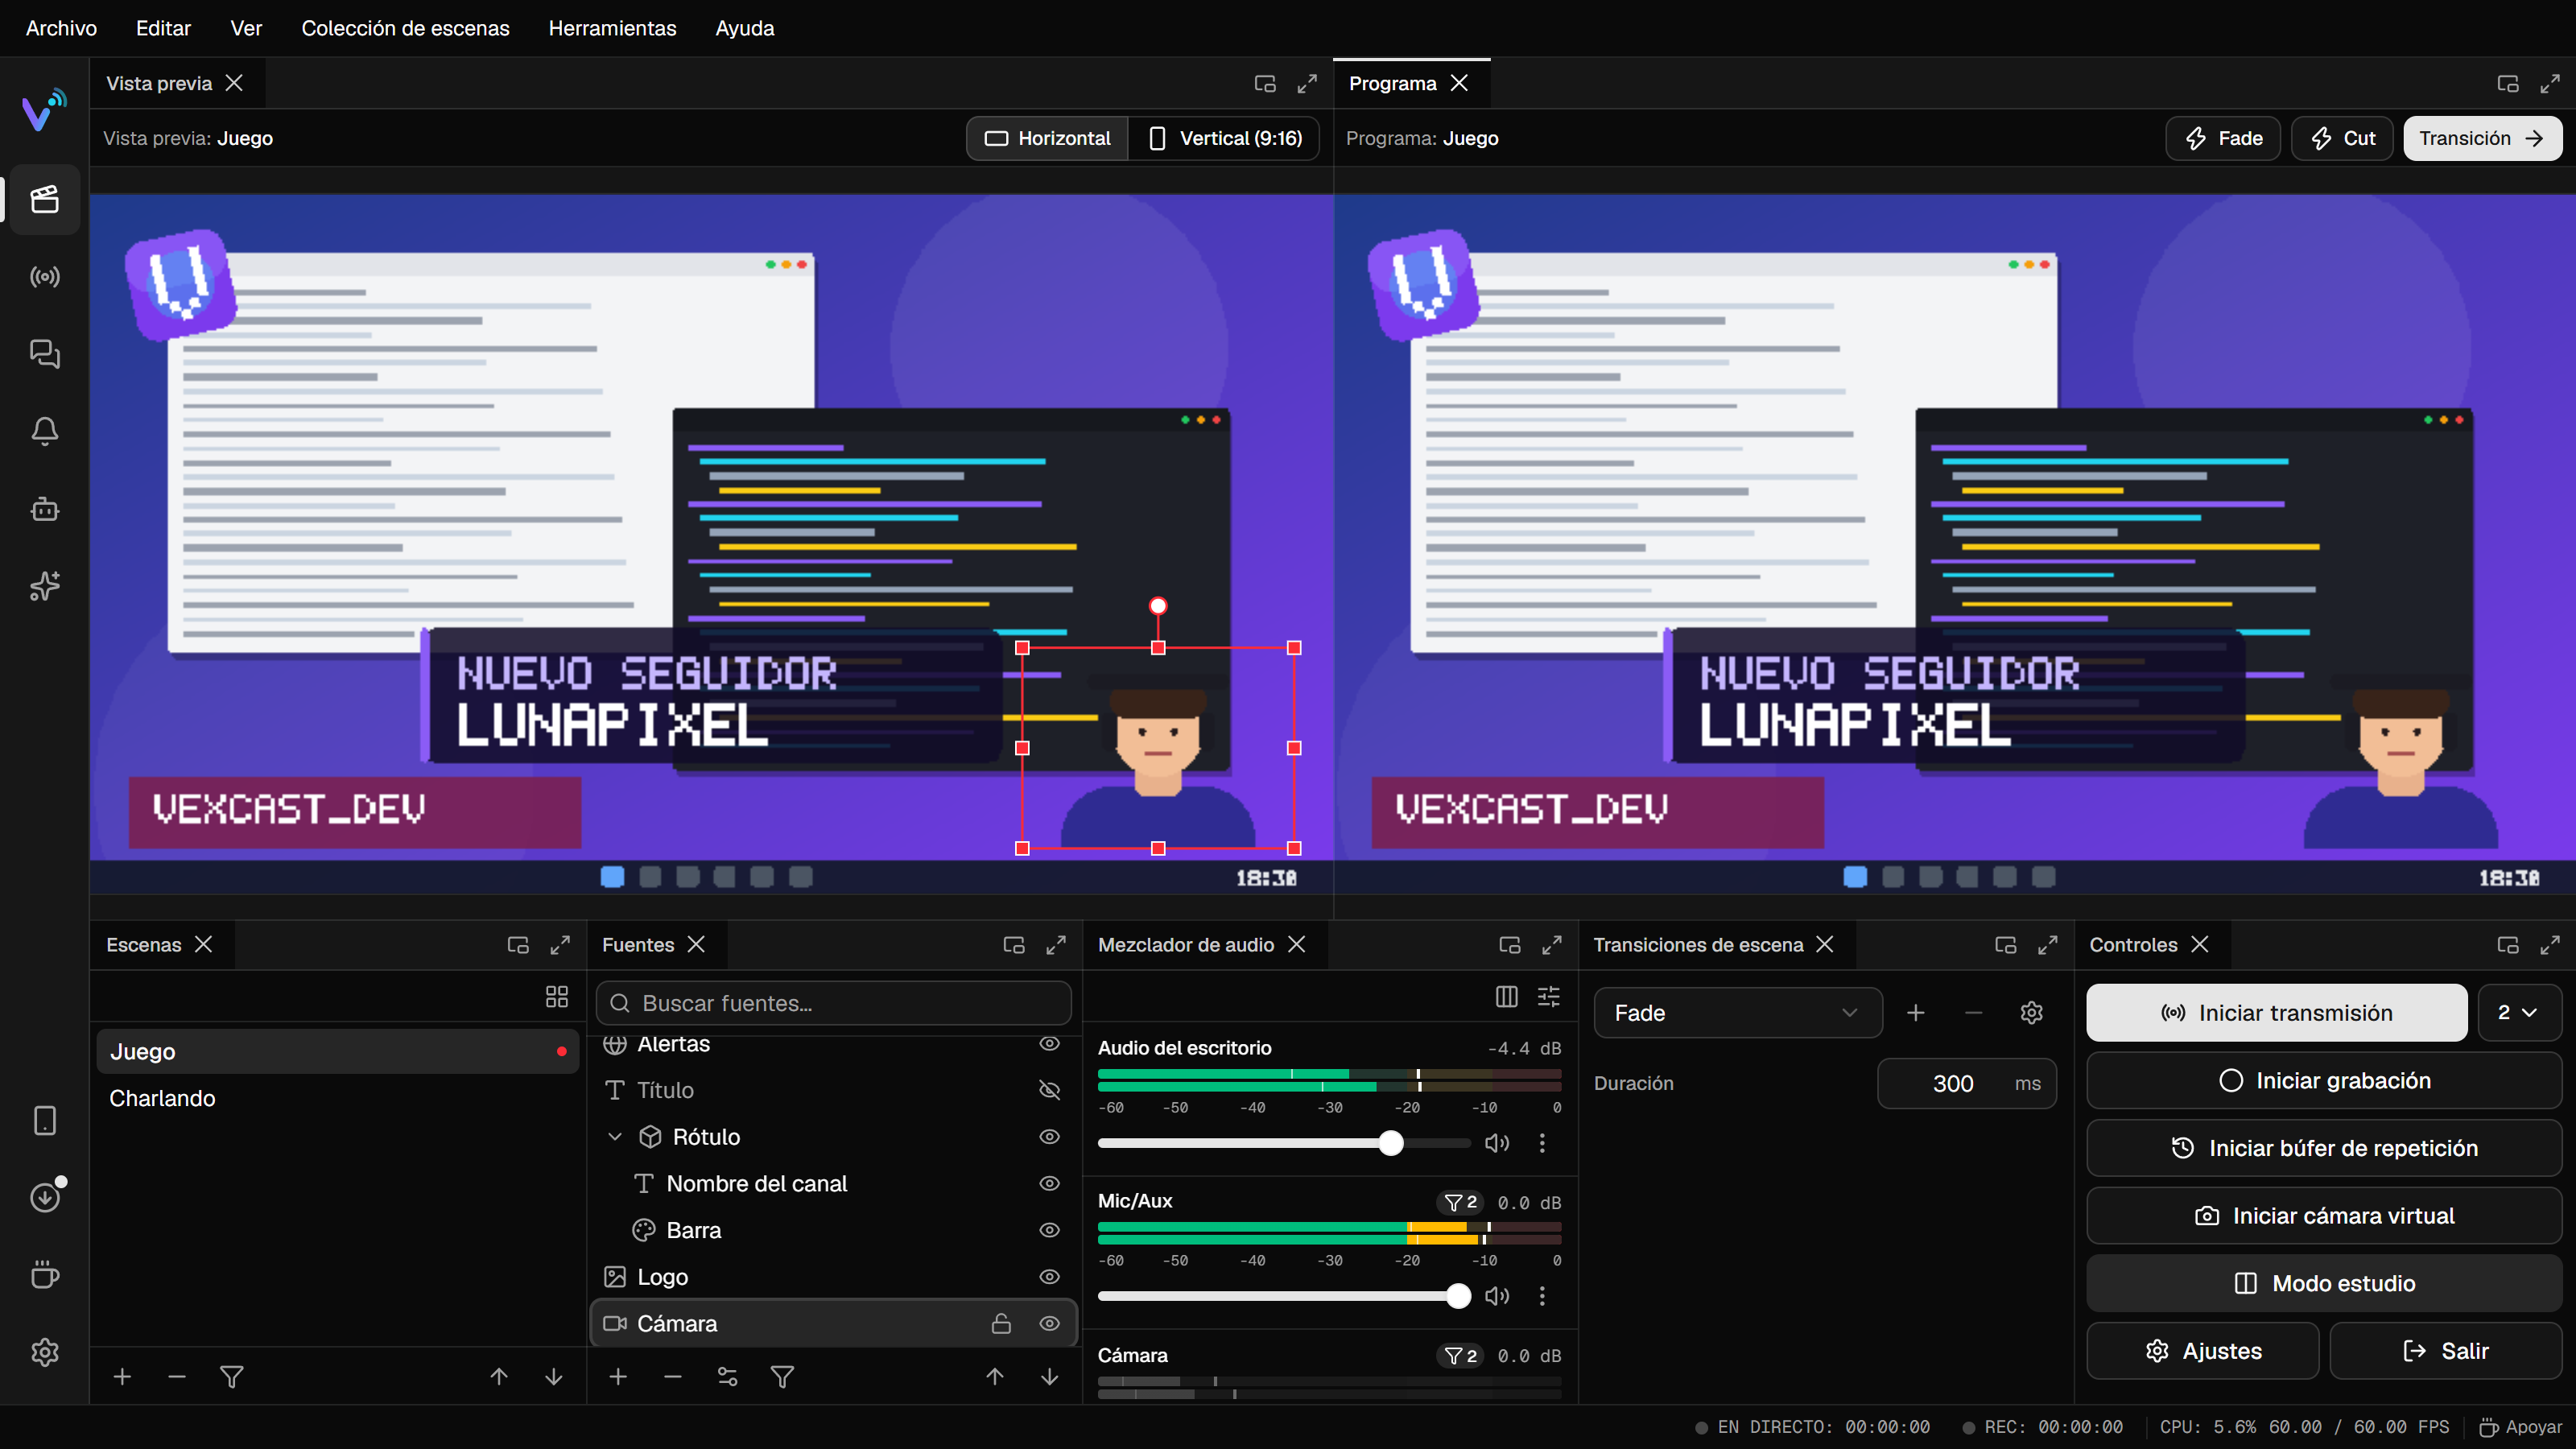 Archivo Editar Ver Colección de escenas Herramientas Ayuda
Vista previa
Programa
Vista previa: Juego
Horizontal
Vertical (9:16)
Programa: Juego
Fade
Cut
Transición
NUEVO SEGUIDOR
LUNAPIXEL
VEXCAST_DEV
18:30
NUEVO SEGUIDOR
LUNAPIXEL
VEXCAST_DEV
18:30
Escenas
Juego
Charlando
Fuentes
Buscar fuentes...
Alertas
Título
Rótulo
Nombre del canal
Barra
Logo
Cámara
Mezclador de audio
Audio del escritorio -4.4 dB
-60 -50 -40 -30 -20 -10 0
Mic/Aux 2 0.0 dB
-60 -50 -40 -30 -20 -10 0
Cámara 2 0.0 dB
Transiciones de escena
Fade
Duración 300 ms
Controles
Iniciar transmisión 2
Iniciar grabación
Iniciar búfer de repetición
Iniciar cámara virtual
Modo estudio
Ajustes
Salir
EN DIRECTO: 00:00:00 REC: 00:00:00 CPU: 5.6% 60.00 / 60.00 FPS Apoyar